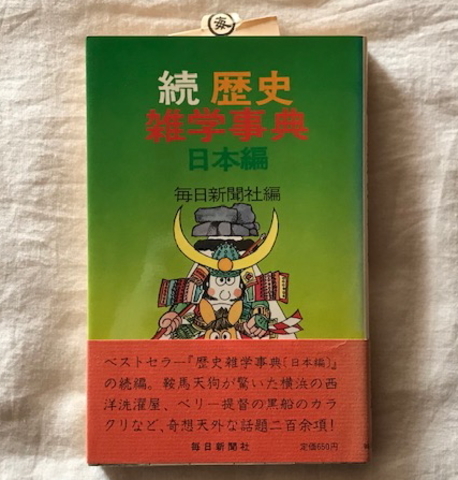 毎
続 歴史
雑学事典
日本編
毎日新聞社編
ベストセラー『歴史雑学事典〔日本編〕』
の続編。鞍馬天狗が驚いた横浜の西
洋洗濯屋、ペリー提督の黒船のカラ
クリなど、奇想天外な話題二百余項!
毎日新聞社
定価650円